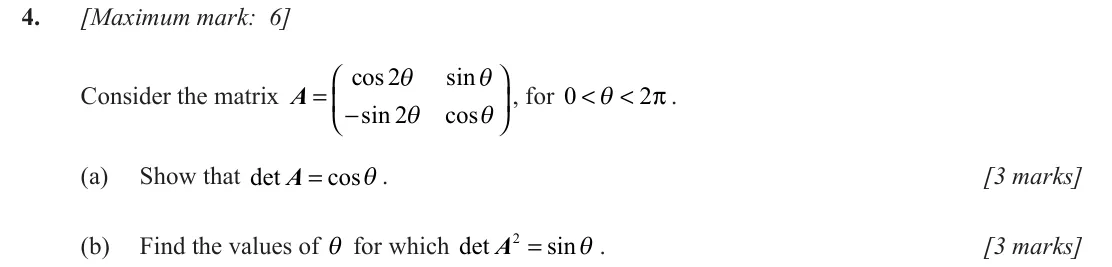 4. [Maximum mark: 6]
Consider the matrix A = ( cos 2θ sin θ
−sin 2θ cos θ ), for 0 < θ < 2π .
(a) Show that det A = cos θ . [3 marks]
(b) Find the values of θ for which det A² = sin θ . [3 marks]